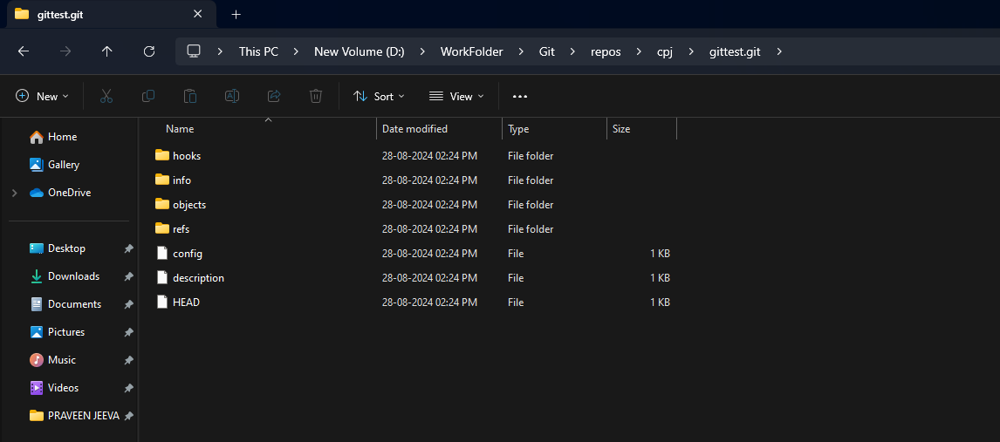 gittest.git
This PC > New Volume (D:) > WorkFolder > Git > repos > cpj > gittest.git >
New Sort View
Name Date modified Type Size
Home
Gallery
OneDrive
Desktop
Downloads
Documents
Pictures
Music
Videos
PRAVEEN JEEVA
hooks 28-08-2024 02:24 PM File folder
info 28-08-2024 02:24 PM File folder
objects 28-08-2024 02:24 PM File folder
refs 28-08-2024 02:24 PM File folder
config 28-08-2024 02:24 PM File 1 KB
description 28-08-2024 02:24 PM File 1 KB
HEAD 28-08-2024 02:24 PM File 1 KB